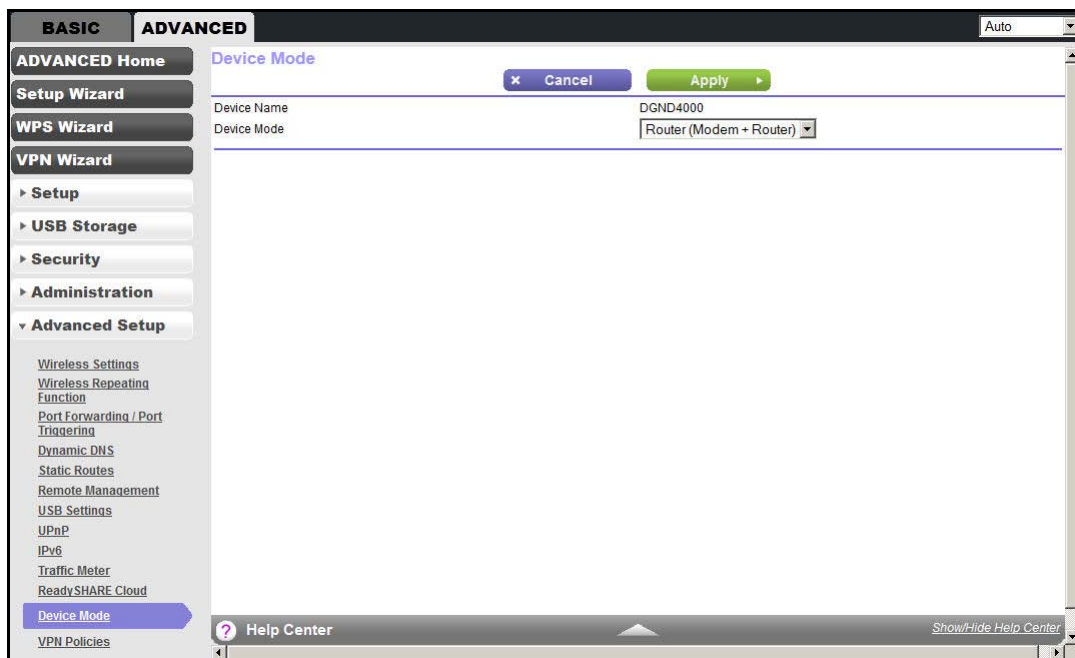 BASIC
ADVANCED
Auto
ADVANCED Home
Setup Wizard
WPS Wizard
VPN Wizard
Setup
USB Storage
Security
Administration
Advanced Setup
Wireless Settings
Wireless Repeating
Function
Port Forwarding / Port
Triggering
Dynamic DNS
Static Routes
Remote Management
USB Settings
UPnP
IPv6
Traffic Meter
ReadySHARE Cloud
Device Mode
VPN Policies
Device Mode
× Cancel
Apply
Device Name DGND4000
Device Mode Router (Modem + Router)
? Help Center
Show/Hide Help Center